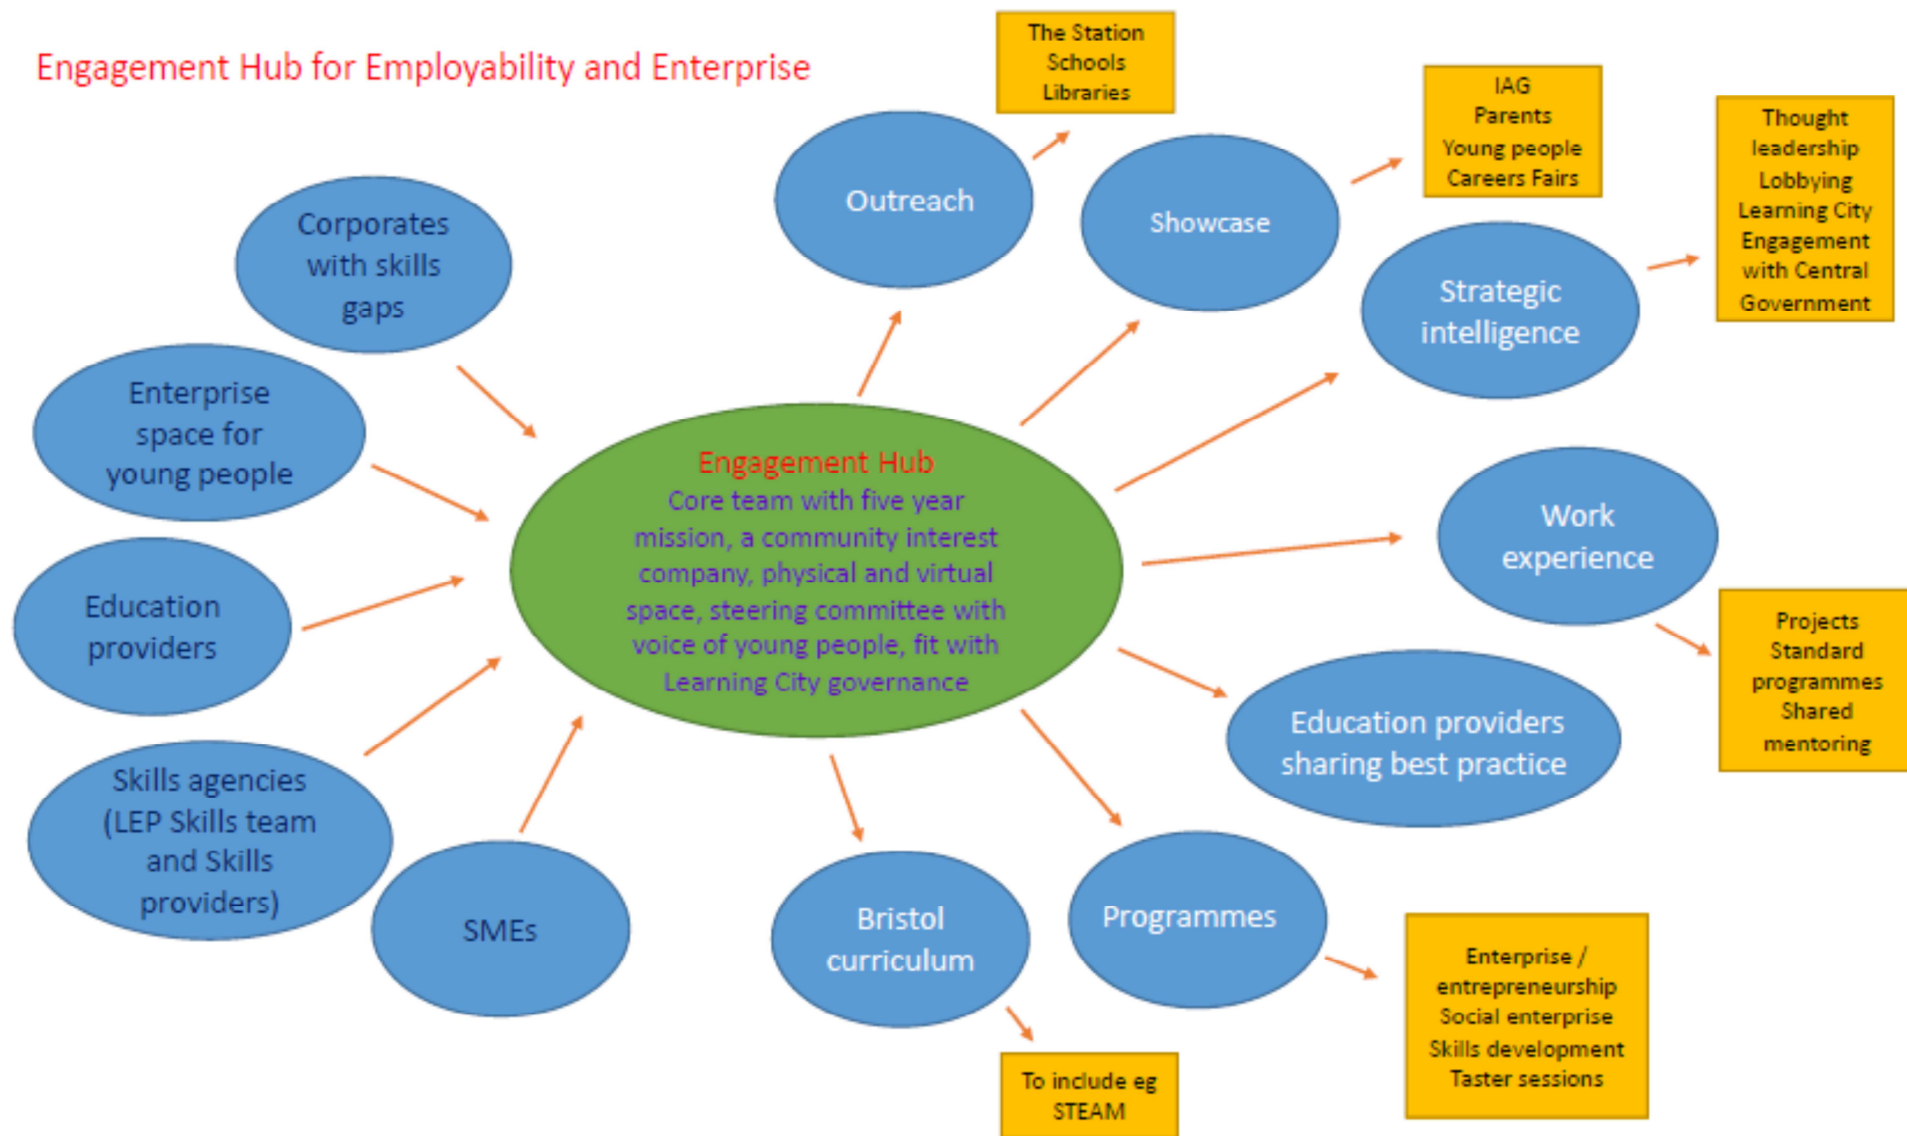 Engagement Hub for Employability and Enterprise
Corporates
with skills
gaps
Enterprise
space for
young people
Education
providers
Skills agencies
(LEP Skills team
and Skills
providers)
SMEs
Engagement Hub
Core team with five year
mission, a community interest
company, physical and virtual
space, steering committee with
voice of young people, fit with
Learning City governance
Outreach
The Station
Schools
Libraries
Showcase
IAG
Parents
Young people
Careers Fairs
Strategic
intelligence
Thought
leadership
Lobbying
Learning City
Engagement
with Central
Government
Work
experience
Projects
Standard
programmes
Shared
mentoring
Education providers
sharing best practice
Programmes
Enterprise /
entrepreneurship
Social enterprise
Skills development
Taster sessions
Bristol
curriculum
To include eg
STEAM